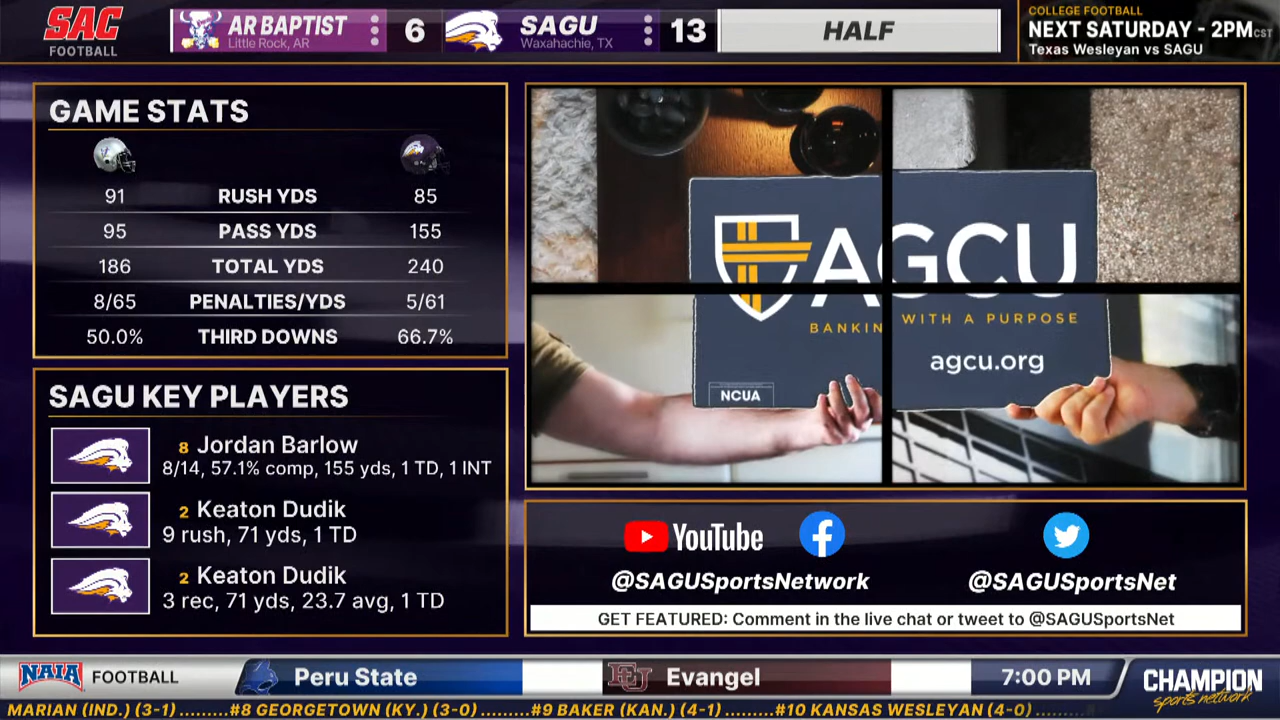 SAC
FOOTBALL
AR BAPTIST
Little Rock, AR
6
SAGU
Waxahachie, TX
13
HALF
COLLEGE FOOTBALL
NEXT SATURDAY - 2PM CST
Texas Wesleyan vs SAGU
GAME STATS
91 RUSH YDS 85
95 PASS YDS 155
186 TOTAL YDS 240
8/65 PENALTIES/YDS 5/61
50.0% THIRD DOWNS 66.7%
SAGU KEY PLAYERS
8 Jordan Barlow
8/14, 57.1% comp, 155 yds, 1 TD, 1 INT
2 Keaton Dudik
9 rush, 71 yds, 1 TD
2 Keaton Dudik
3 rec, 71 yds, 23.7 avg, 1 TD
AGCU
BANKING WITH A PURPOSE
agcu.org
NCUA
YouTube
@SAGUSportsNetwork
@SAGUSportsNet
GET FEATURED: Comment in the live chat or tweet to @SAGUSportsNet
NAIA FOOTBALL
Peru State
EU Evangel
7:00 PM
CHAMPION
sports network
MARIAN (IND.) (3-1) .........#8 GEORGETOWN (KY.) (3-0) .........#9 BAKER (KAN.) (4-1) .........#10 KANSAS WESLEYAN (4-0) .........